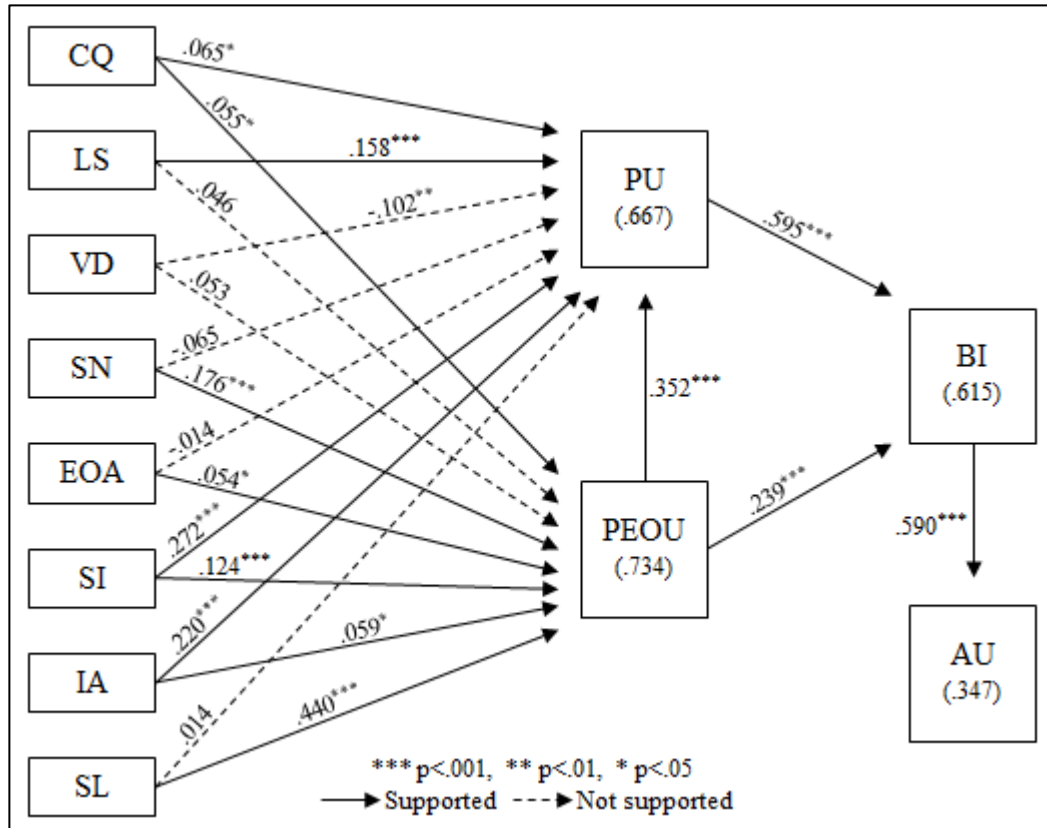 CQ
.065*
.055*
LS
.158***
.046
VD
-.102**
.053
SN
-.065
.176***
EOA
-.014
.054*
SI
.272***
.124***
IA
.220***
.059*
SL
.014
.440***
PU
(.667)
.595***
.352***
PEOU
(.734)
.239***
BI
(.615)
.590***
AU
(.347)
*** p<.001, ** p<.01, * p<.05
Supported Not supported